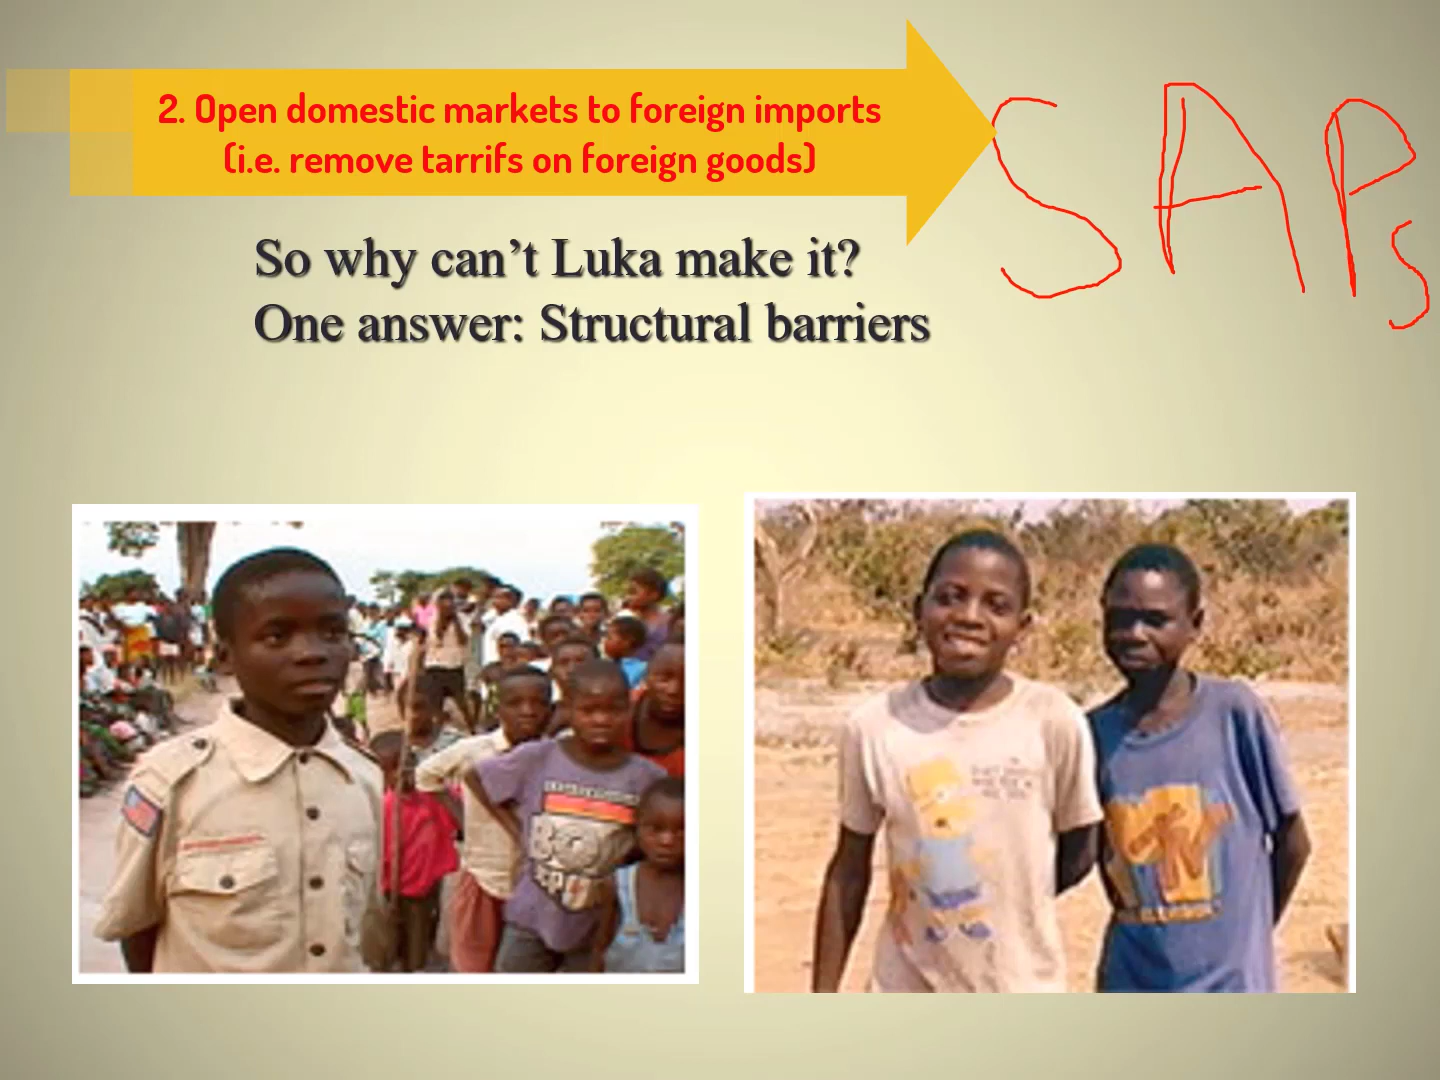 2. Open domestic markets to foreign imports
(i.e. remove tarrifs on foreign goods)
SAPs
So why can’t Luka make it?
One answer: Structural barriers